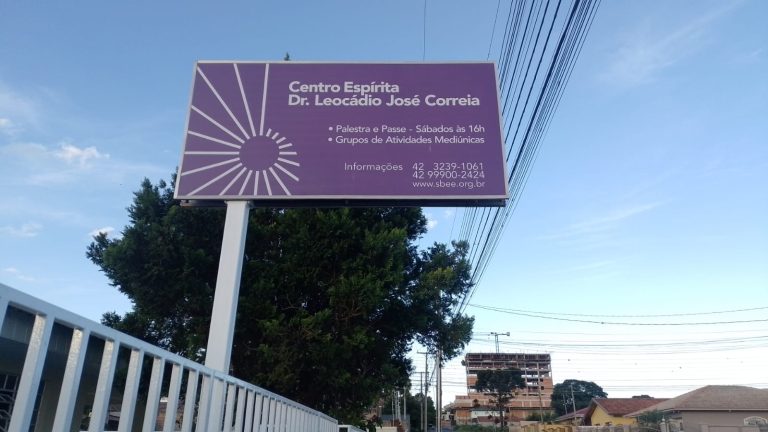 Centro Espírita
Dr. Leocádio José Correia
• Palestra e Passe - Sábados às 16h
• Grupos de Atividades Mediúnicas
Informações 42 3239-1061
42 99900-2424
www.sbee.org.br